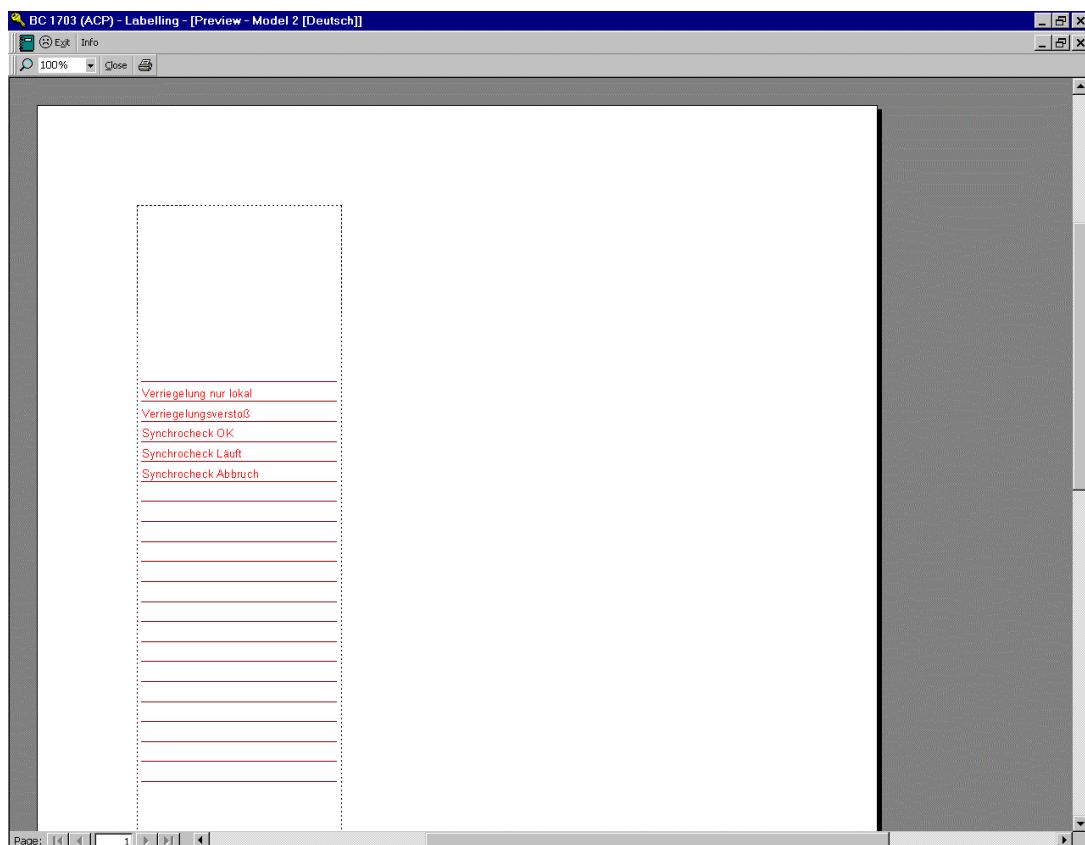 BC 1703 (ACP) - Labelling - [Preview - Model 2 [Deutsch]]
Exit Info
100% Close
Verriegelung nur lokal
Verriegelungsverstoß
Synchrocheck OK
Synchrocheck Läuft
Synchrocheck Abbruch
Page: 1